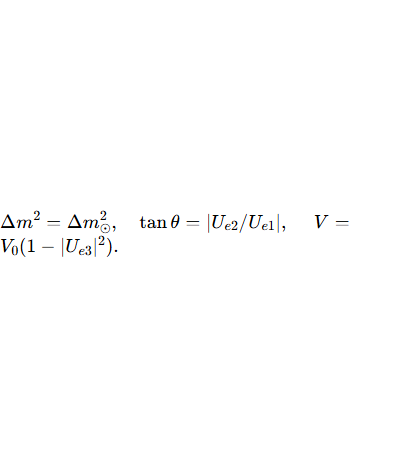 Δm² = Δm²_⊙, tan θ = |U_{e2}/U_{e1}|, V =
V₀(1 − |U_{e3}|²).